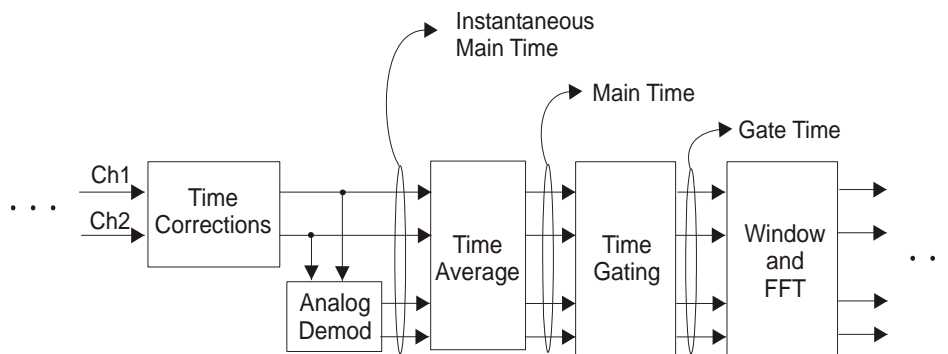 Instantaneous
Main Time
Main Time
Gate Time
Ch1
Ch2
Time
Corrections
Analog
Demod
Time
Average
Time
Gating
Window
and
FFT